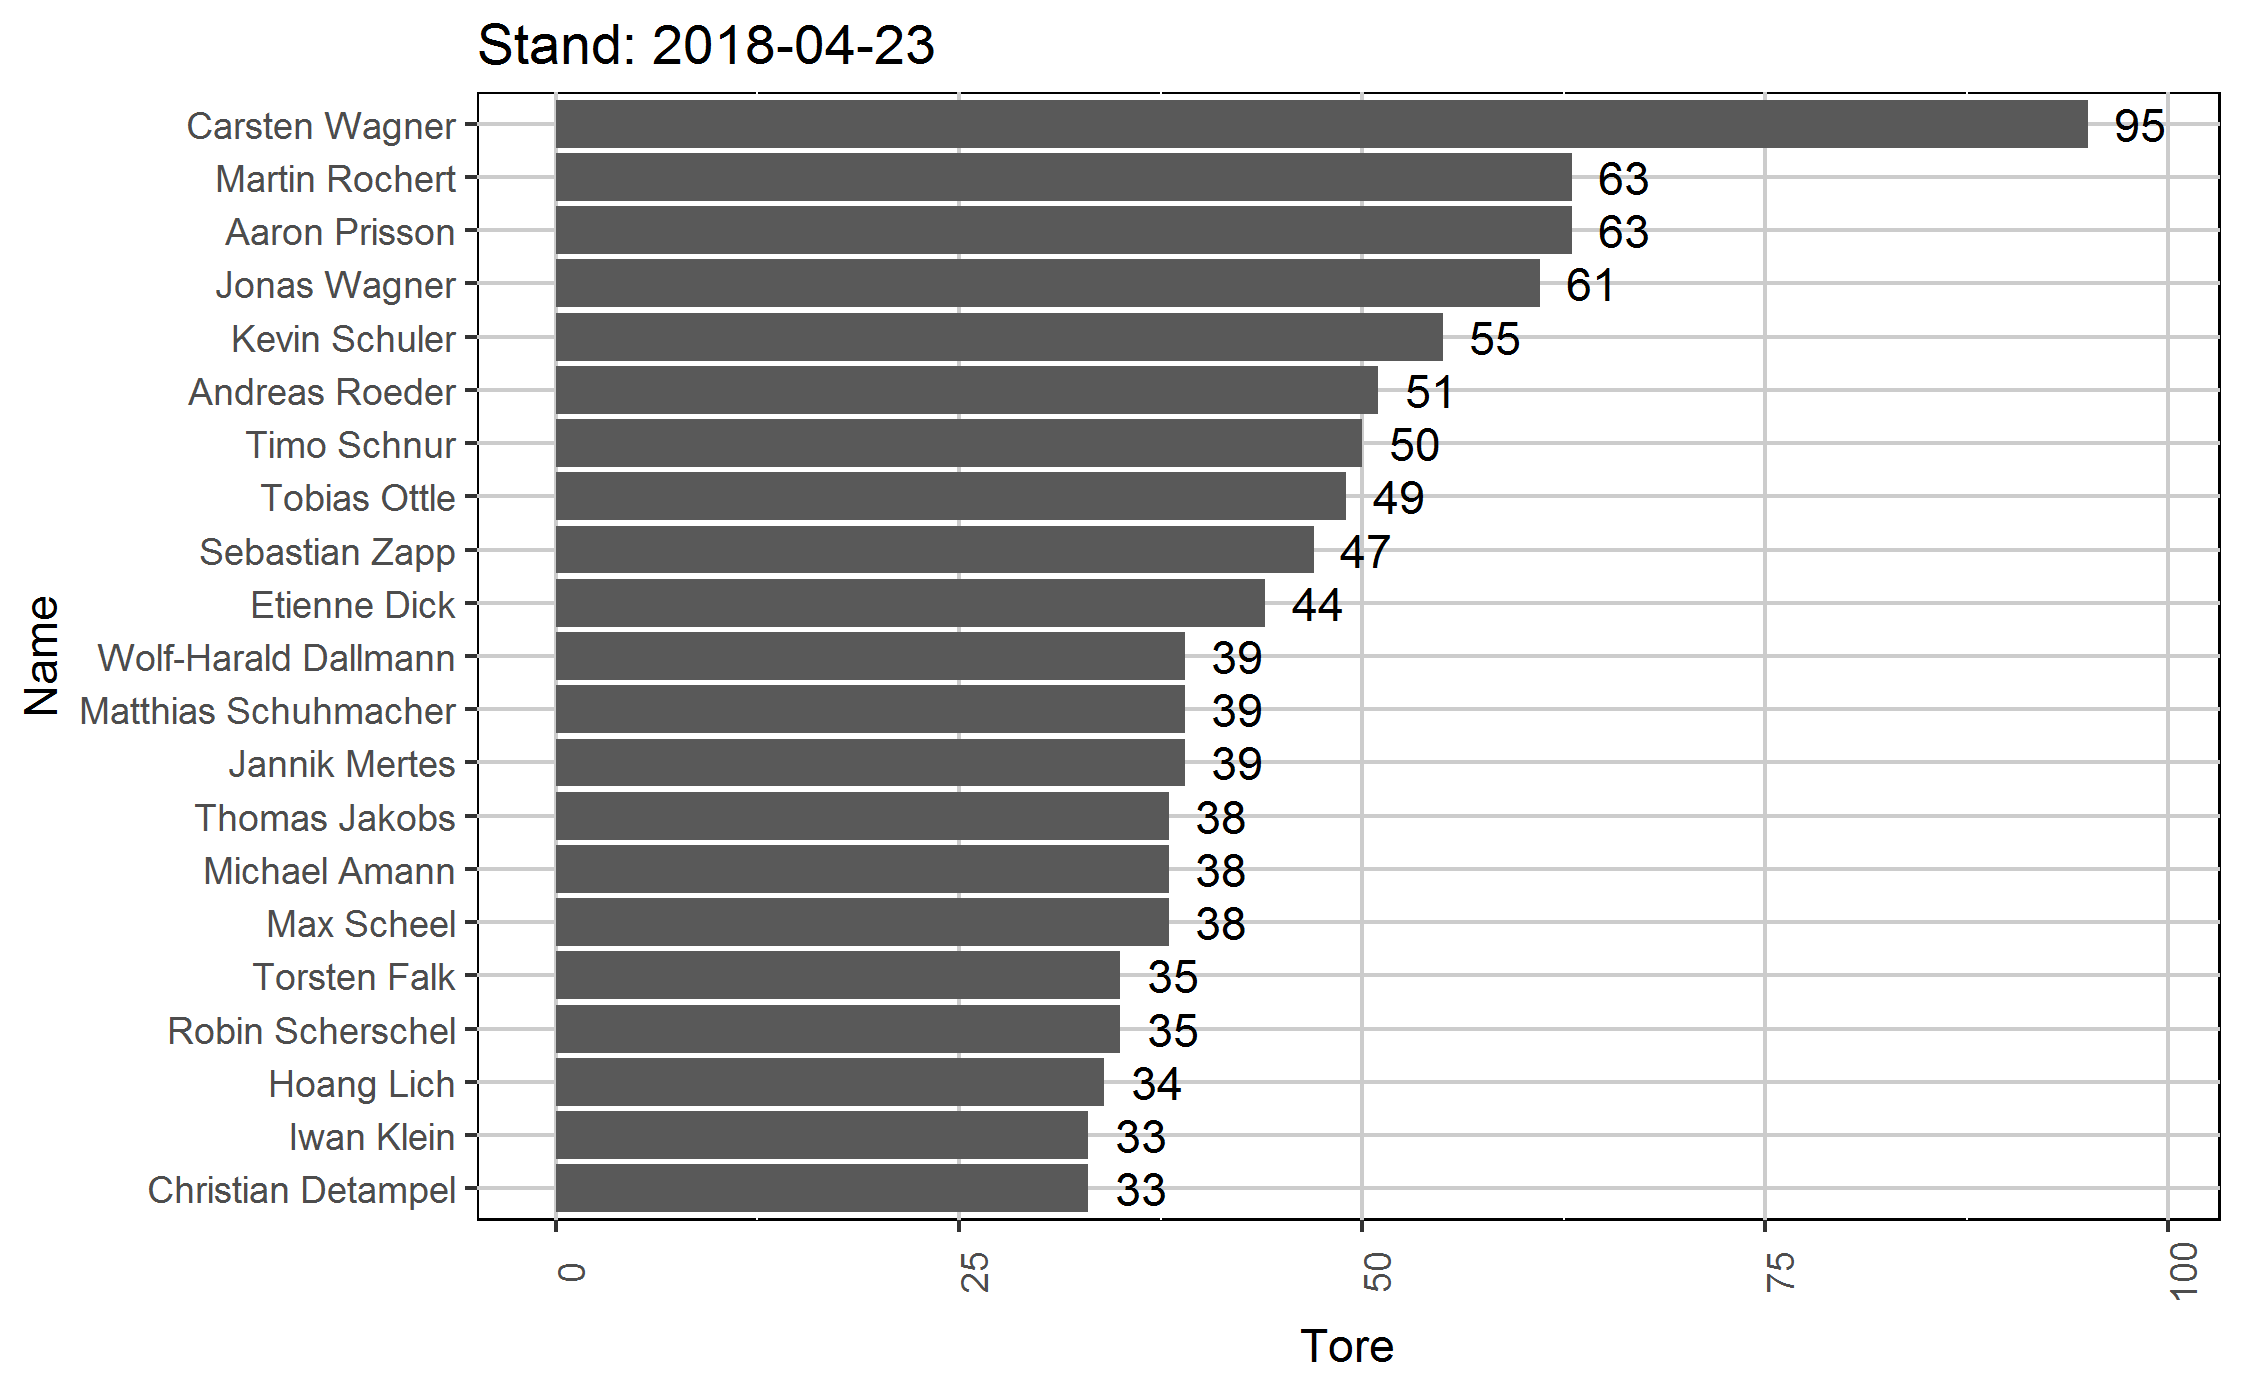 Stand: 2018-04-23
Name
Carsten Wagner 95
Martin Rochert 63
Aaron Prisson 63
Jonas Wagner 61
Kevin Schuler 55
Andreas Roeder 51
Timo Schnur 50
Tobias Ottle 49
Sebastian Zapp 47
Etienne Dick 44
Wolf-Harald Dallmann 39
Matthias Schuhmacher 39
Jannik Mertes 39
Thomas Jakobs 38
Michael Amann 38
Max Scheel 38
Torsten Falk 35
Robin Scherschel 35
Hoang Lich 34
Iwan Klein 33
Christian Detampel 33
0 25 50 75 100
Tore